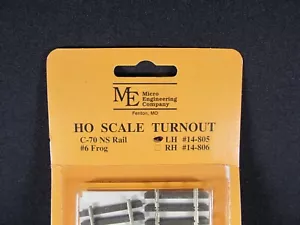 ME Micro
Engineering
Company
Fenton, MO
HO SCALE TURNOUT
C-70 NS Rail LH #14-805
#6 Frog RH #14-806